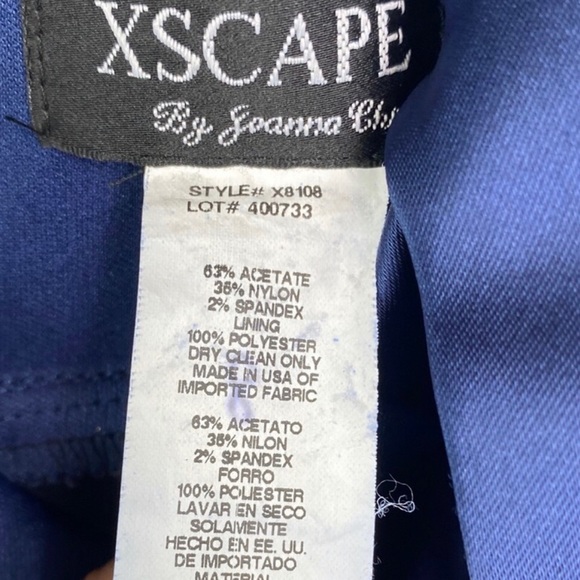 XSCAPE
By Joanna
STYLE# X8108
LOT# 400733
63% ACETATE
35% NYLON
2% SPANDEX
LINING
100% POLYESTER
DRY CLEAN ONLY
MADE IN USA OF
IMPORTED FABRIC
63% ACETATO
35% NILON
2% SPANDEX
FORRO
100% POLIESTER
LAVAR EN SECO
SOLAMENTE
HECHO EN EE. UU.
DE IMPORTADO
MATERIAL